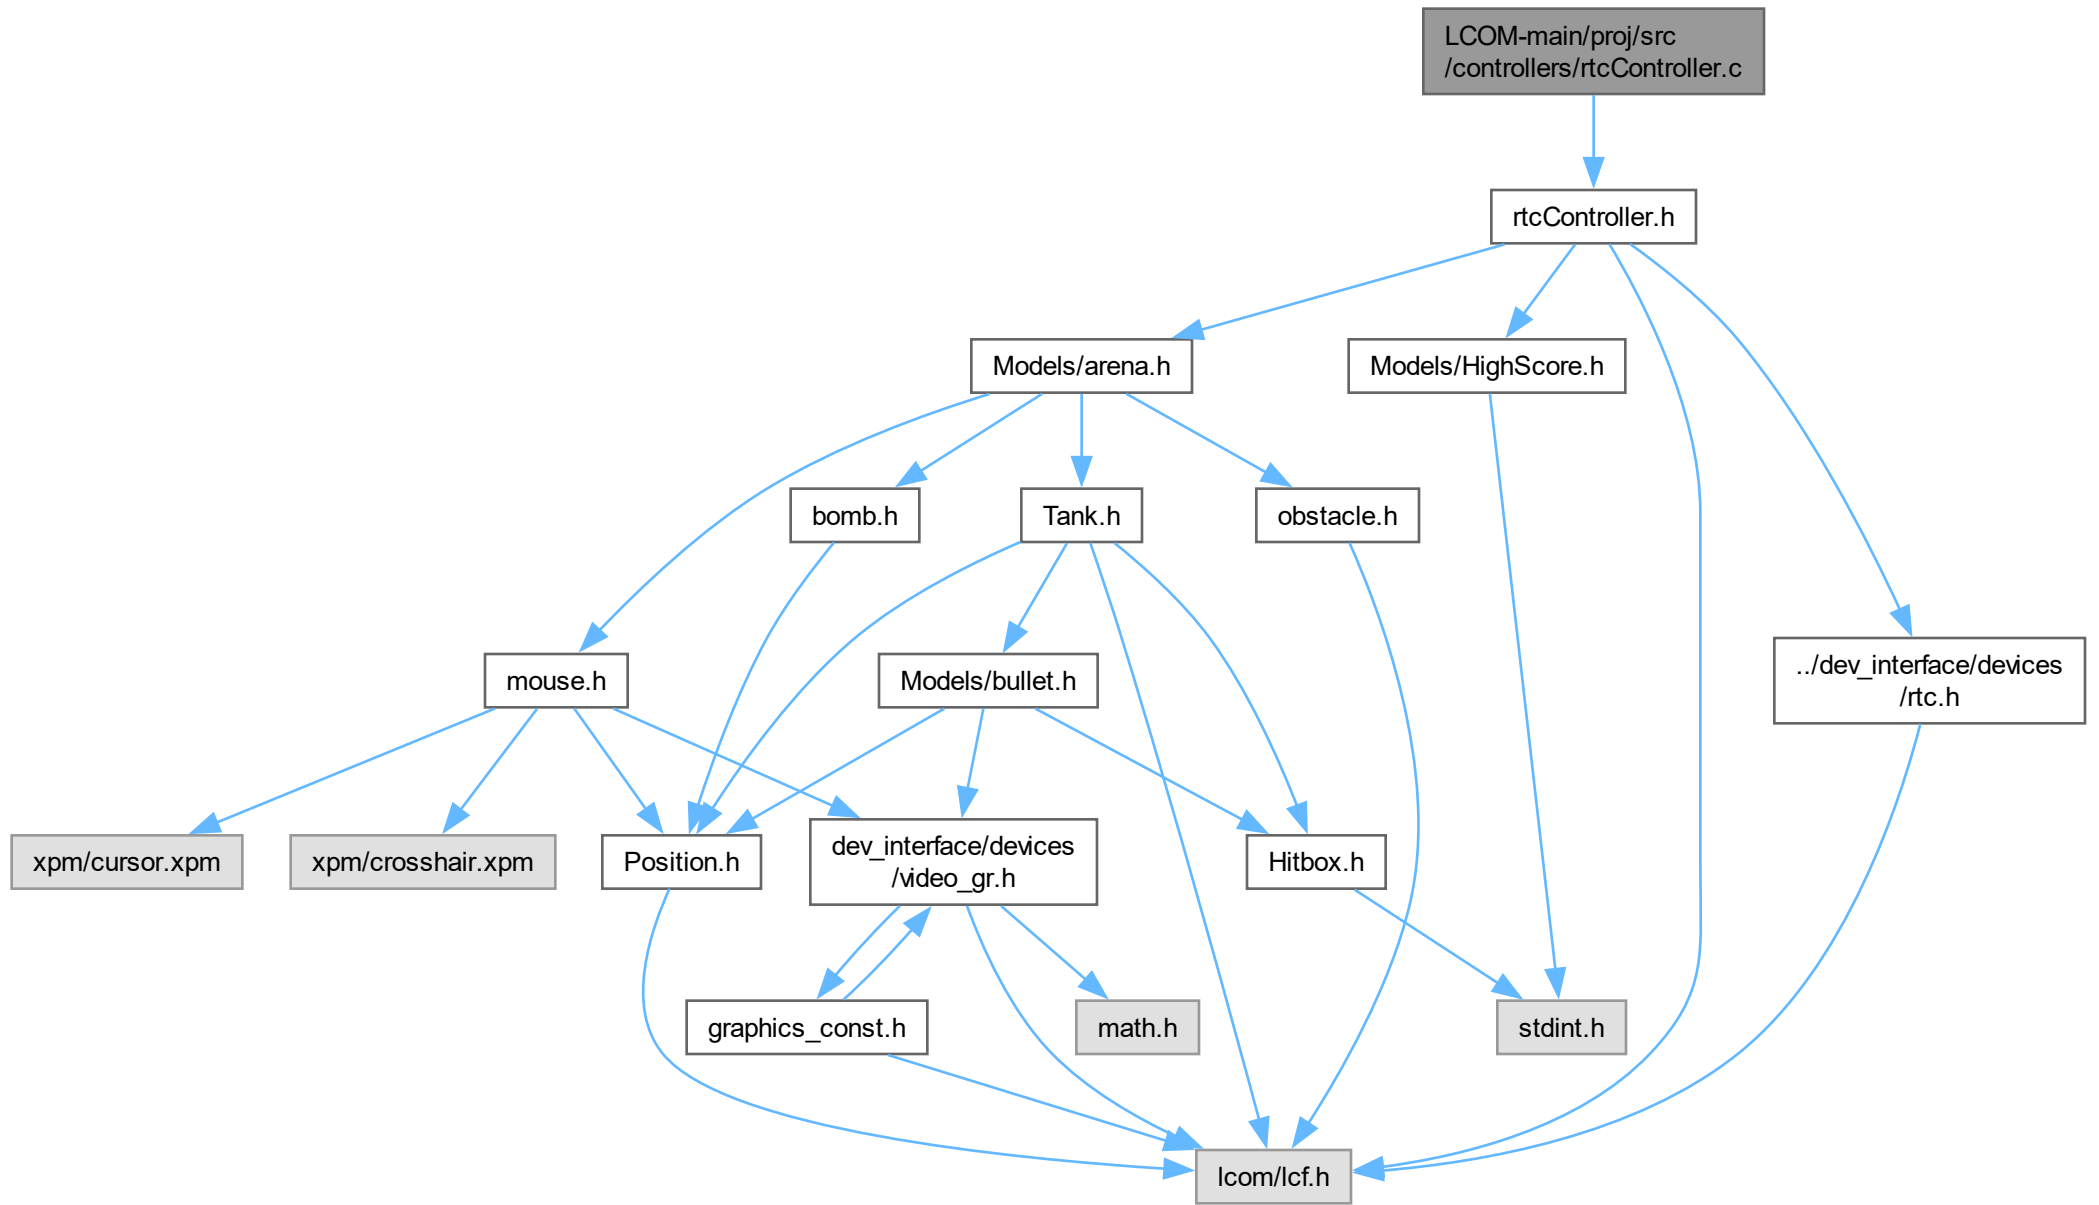 LCOM-main/proj/src
/controllers/rtcController.c
rtcController.h
Models/arena.h
Models/HighScore.h
bomb.h
Tank.h
obstacle.h
mouse.h
Models/bullet.h
../dev_interface/devices
/rtc.h
xpm/cursor.xpm
xpm/crosshair.xpm
Position.h
dev_interface/devices
/video_gr.h
Hitbox.h
graphics_const.h
math.h
stdint.h
lcom/lcf.h